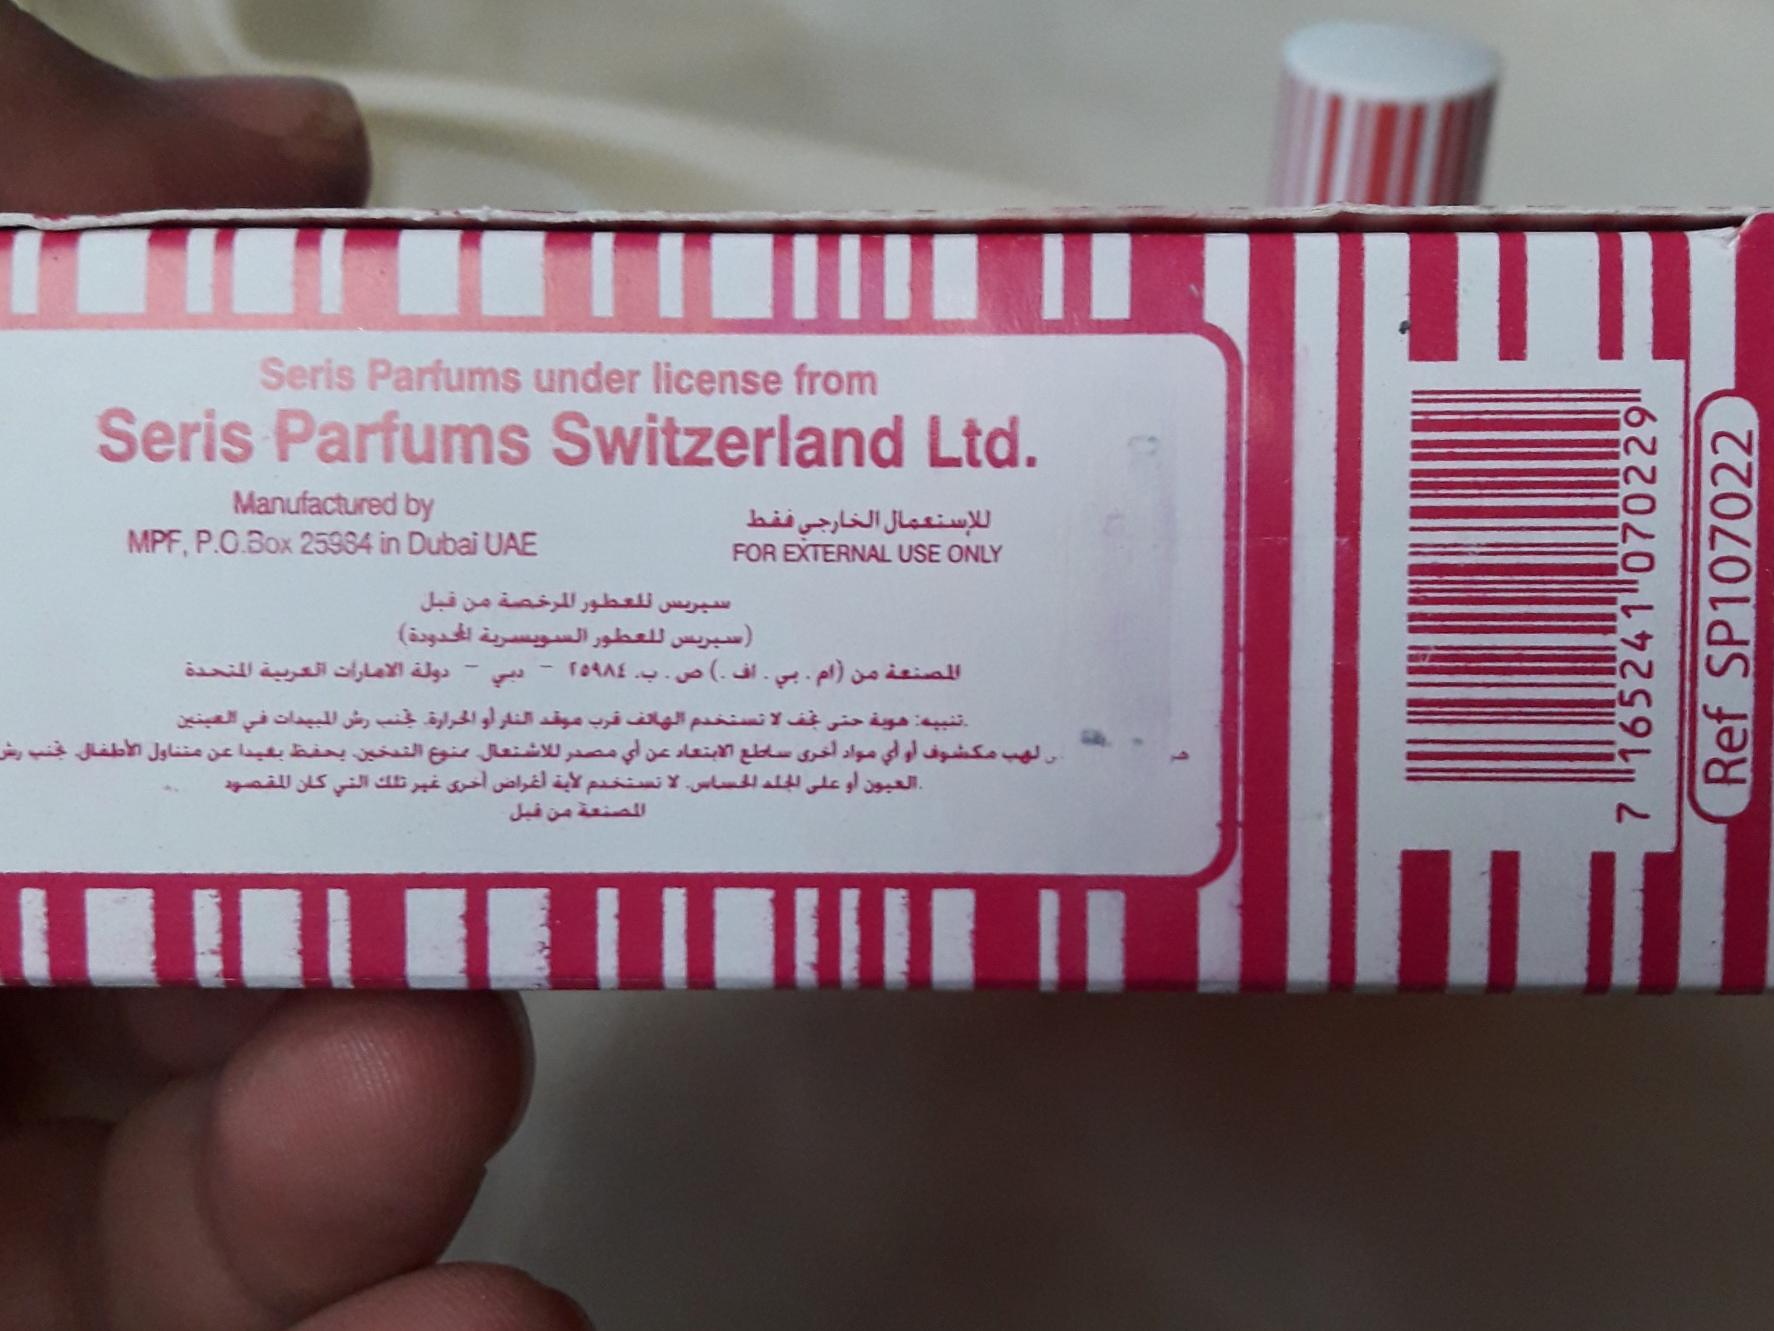 Seris Parfums under license from
Seris Parfums Switzerland Ltd.
Manufactured by
MPF, P.O.Box 25984 in Dubai UAE
للإستعمال الخارجي فقط
FOR EXTERNAL USE ONLY
سيريس للعطور المرخصة من قبل
(سيريس للعطور السويسرية المحدودة)
المصنعة من (ام . بي . اف .) ص . ب. ٢٥٩٨٤ - دبي - دولة الامارات العربية المتحدة
تنبيه: هوية حتى تجف لا تستخدم الهاتف قرب موقد النار أو الحرارة. تجنب رش المبيدات في العينين.
لهب مكشوف أو أي مواد أخرى ساطع الابتعاد عن أي مصدر للاشتعال. ممنوع التدخين. يحفظ بعيدا عن متناول الأطفال. تجنب رش
العيون أو على الجلد الحساس. لا تستخدم لأية أغراض أخرى غير تلك التي كان المقصود.
المصنعة من قبل
7 165241 070229
Ref SP107022